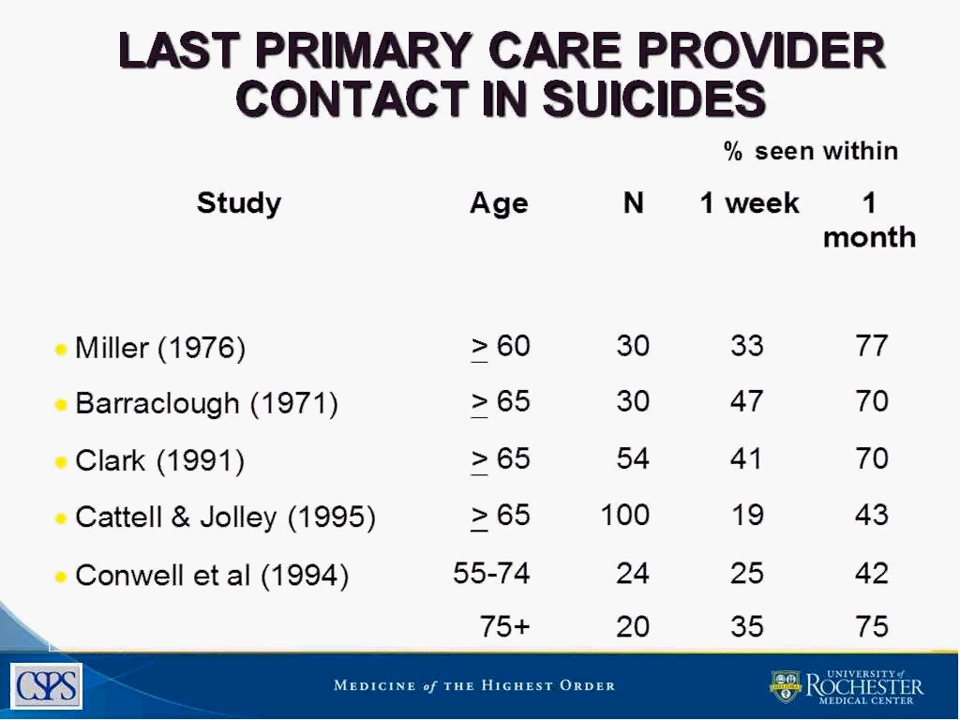 LAST PRIMARY CARE PROVIDER
CONTACT IN SUICIDES
% seen within
Study Age N 1 week 1
month
Miller (1976) ≥ 60 30 33 77
Barraclough (1971) ≥ 65 30 47 70
Clark (1991) ≥ 65 54 41 70
Cattell & Jolley (1995) ≥ 65 100 19 43
Conwell et al (1994) 55-74 24 25 42
75+ 20 35 75
CSPS
MEDICINE of THE HIGHEST ORDER
UNIVERSITY of
ROCHESTER
MEDICAL CENTER